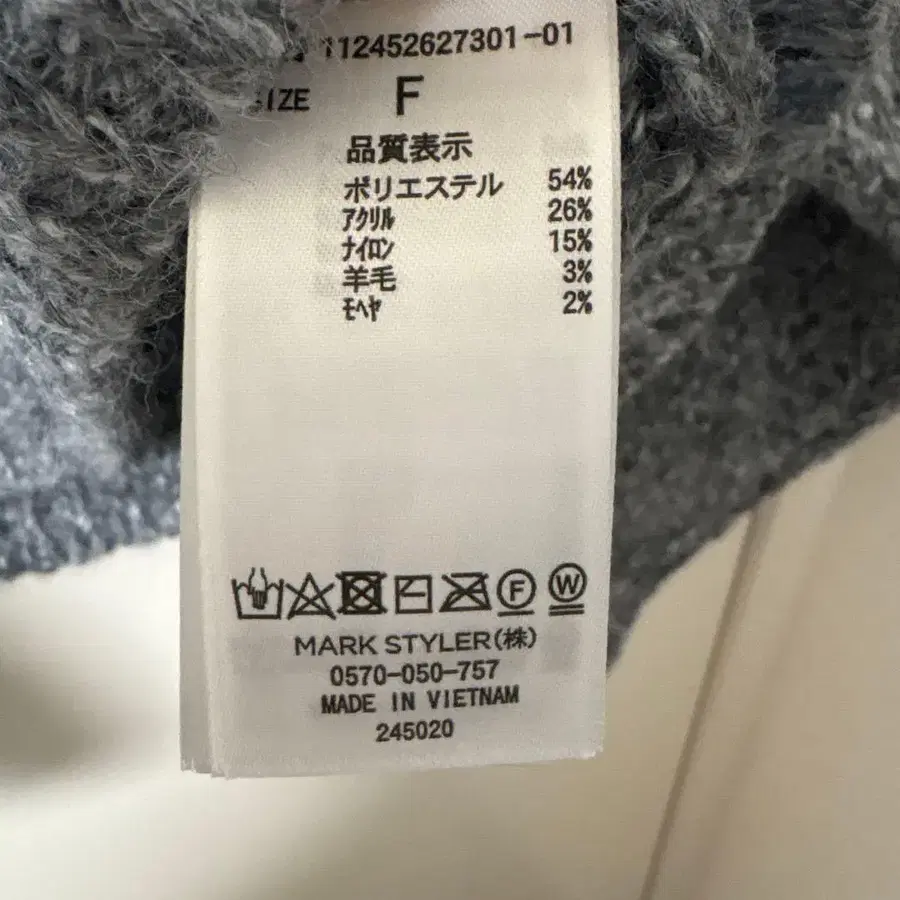 112452627301-01
SIZE F
品質表示
ポリエステル 54%
アクリル 26%
ナイロン 15%
羊毛 3%
モヘヤ 2%
F W
MARK STYLER(株)
0570-050-757
MADE IN VIETNAM
245020